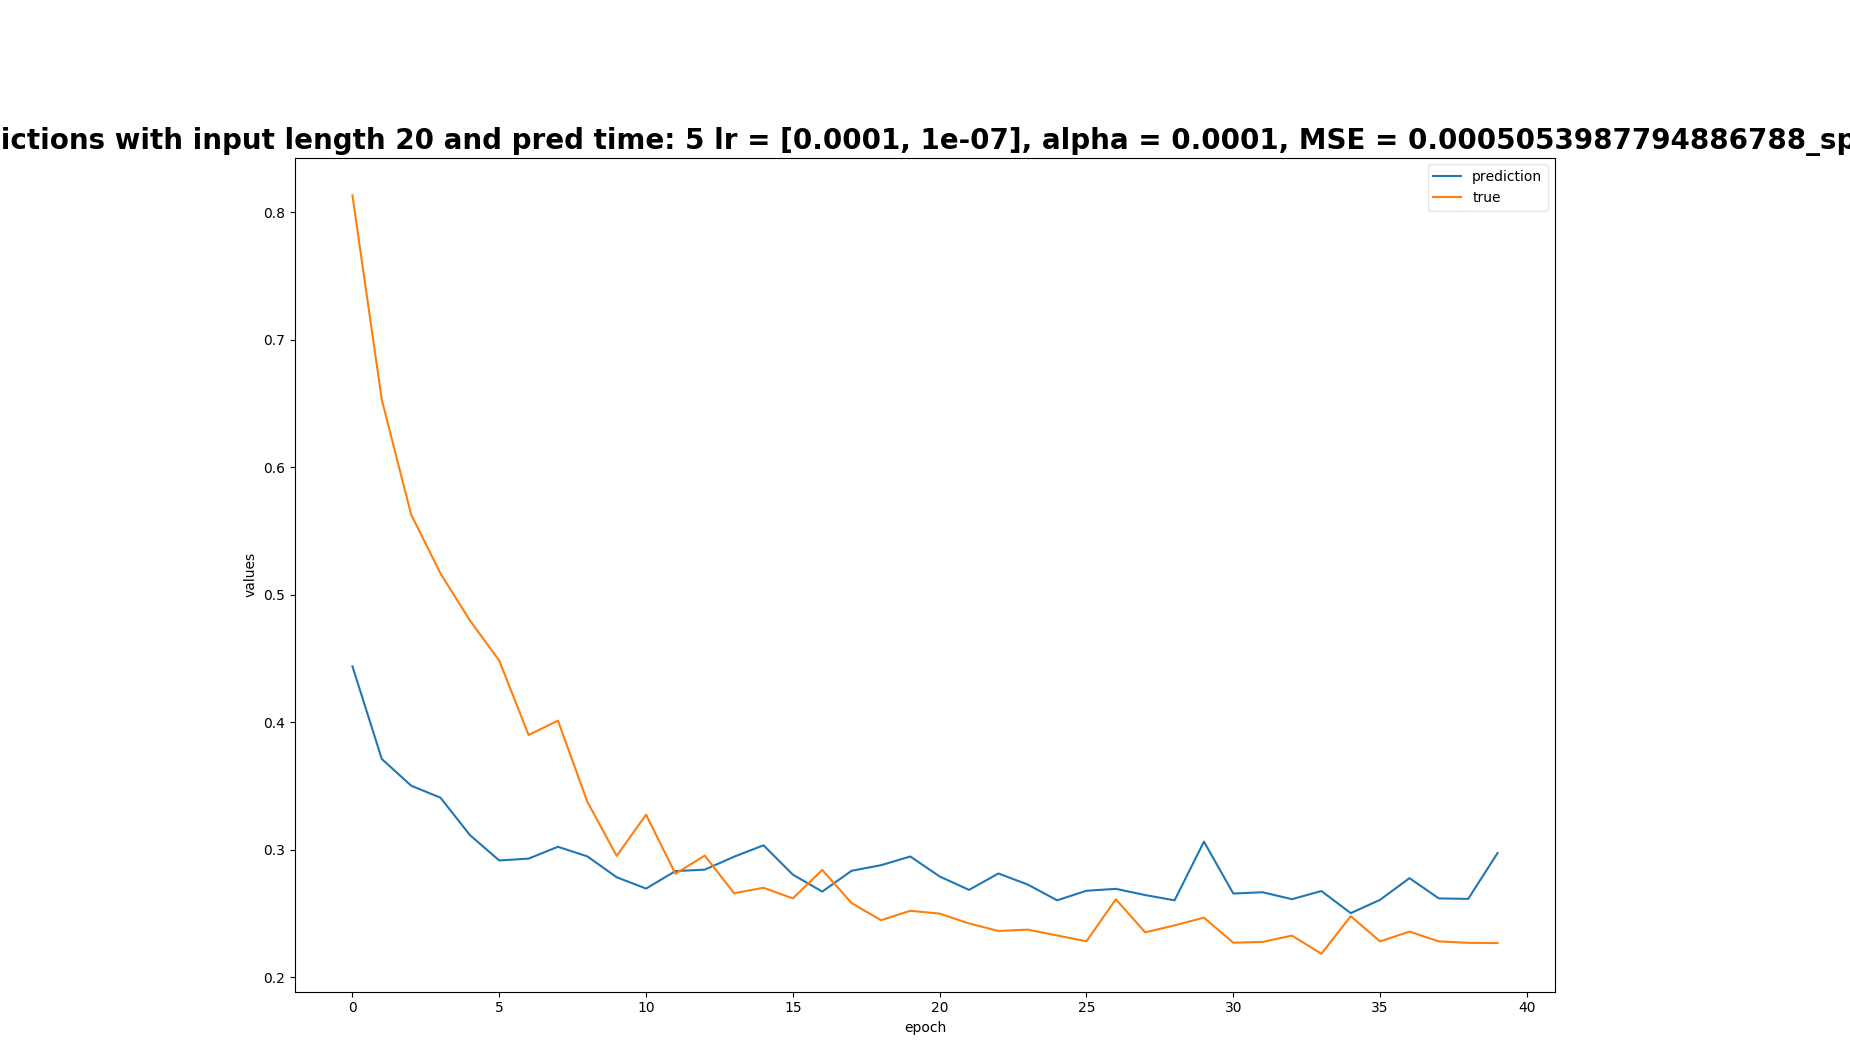 ictions with input length 20 and pred time: 5 lr = [0.0001, 1e-07], alpha = 0.0001, MSE = 0.0005053987794886788_sp
prediction
true
0.8
0.7
0.6
0.5
0.4
0.3
0.2
values
0 5 10 15 20 25 30 35 40
epoch